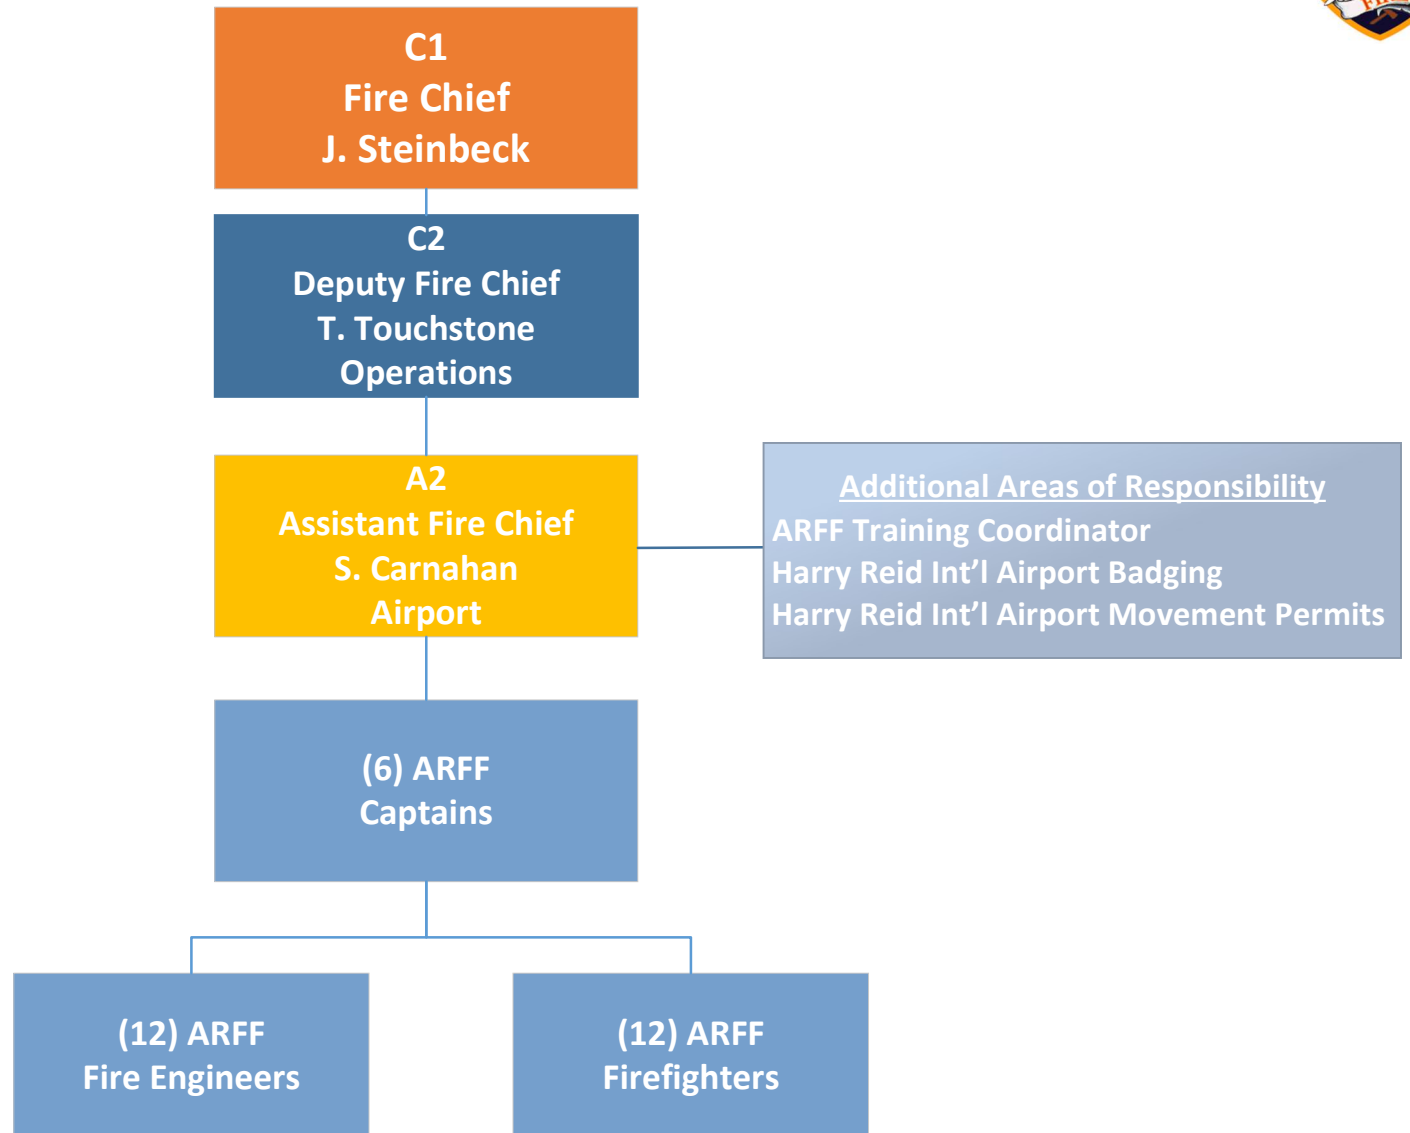 C1
Fire Chief
J. Steinbeck
C2
Deputy Fire Chief
T. Touchstone
Operations
A2
Assistant Fire Chief
S. Carnahan
Airport
Additional Areas of Responsibility
ARFF Training Coordinator
Harry Reid Int’l Airport Badging
Harry Reid Int’l Airport Movement Permits
(6) ARFF
Captains
(12) ARFF
Fire Engineers
(12) ARFF
Firefighters